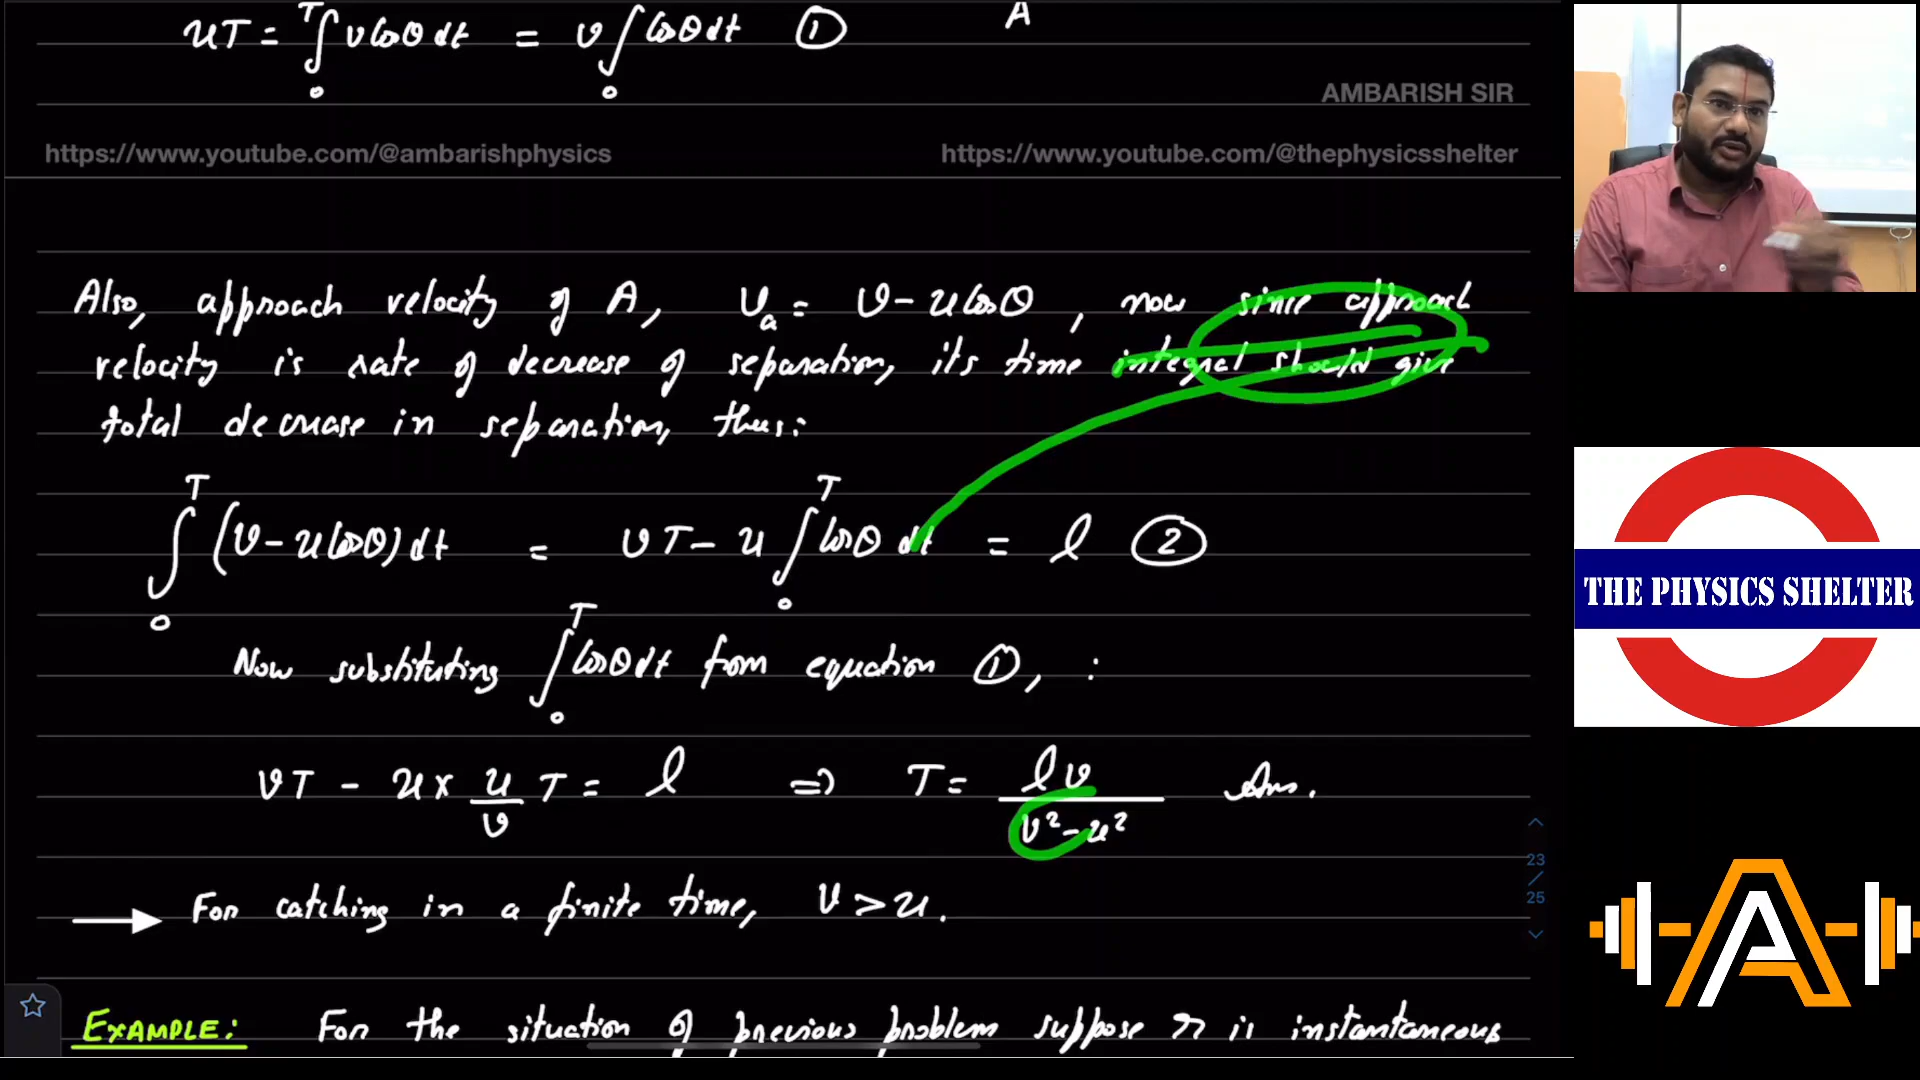 uT = ∫₀ᵀ v cosθ dt = v ∫₀ cosθ dt ①
A
AMBARISH SIR
https://www.youtube.com/@ambarishphysics https://www.youtube.com/@thephysicsshelter
Also, approach velocity of A, vₐ = v - u cosθ, now since approach
velocity is rate of decrease of separation, its time integral should give
total decrease in separation, thus:
∫₀ᵀ (v - u cosθ) dt = vT - u ∫₀ᵀ cosθ dt = l ②
Now substituting ∫₀ᵀ cosθ dt from equation ①, :
vT - u × u/v T = l ⇒ T = lv/(v² - u²) Ans.
→ For catching in a finite time, v > u.
EXAMPLE: For the situation of previous problem suppose r is instantaneous
23
/
25
THE PHYSICS SHELTER
A